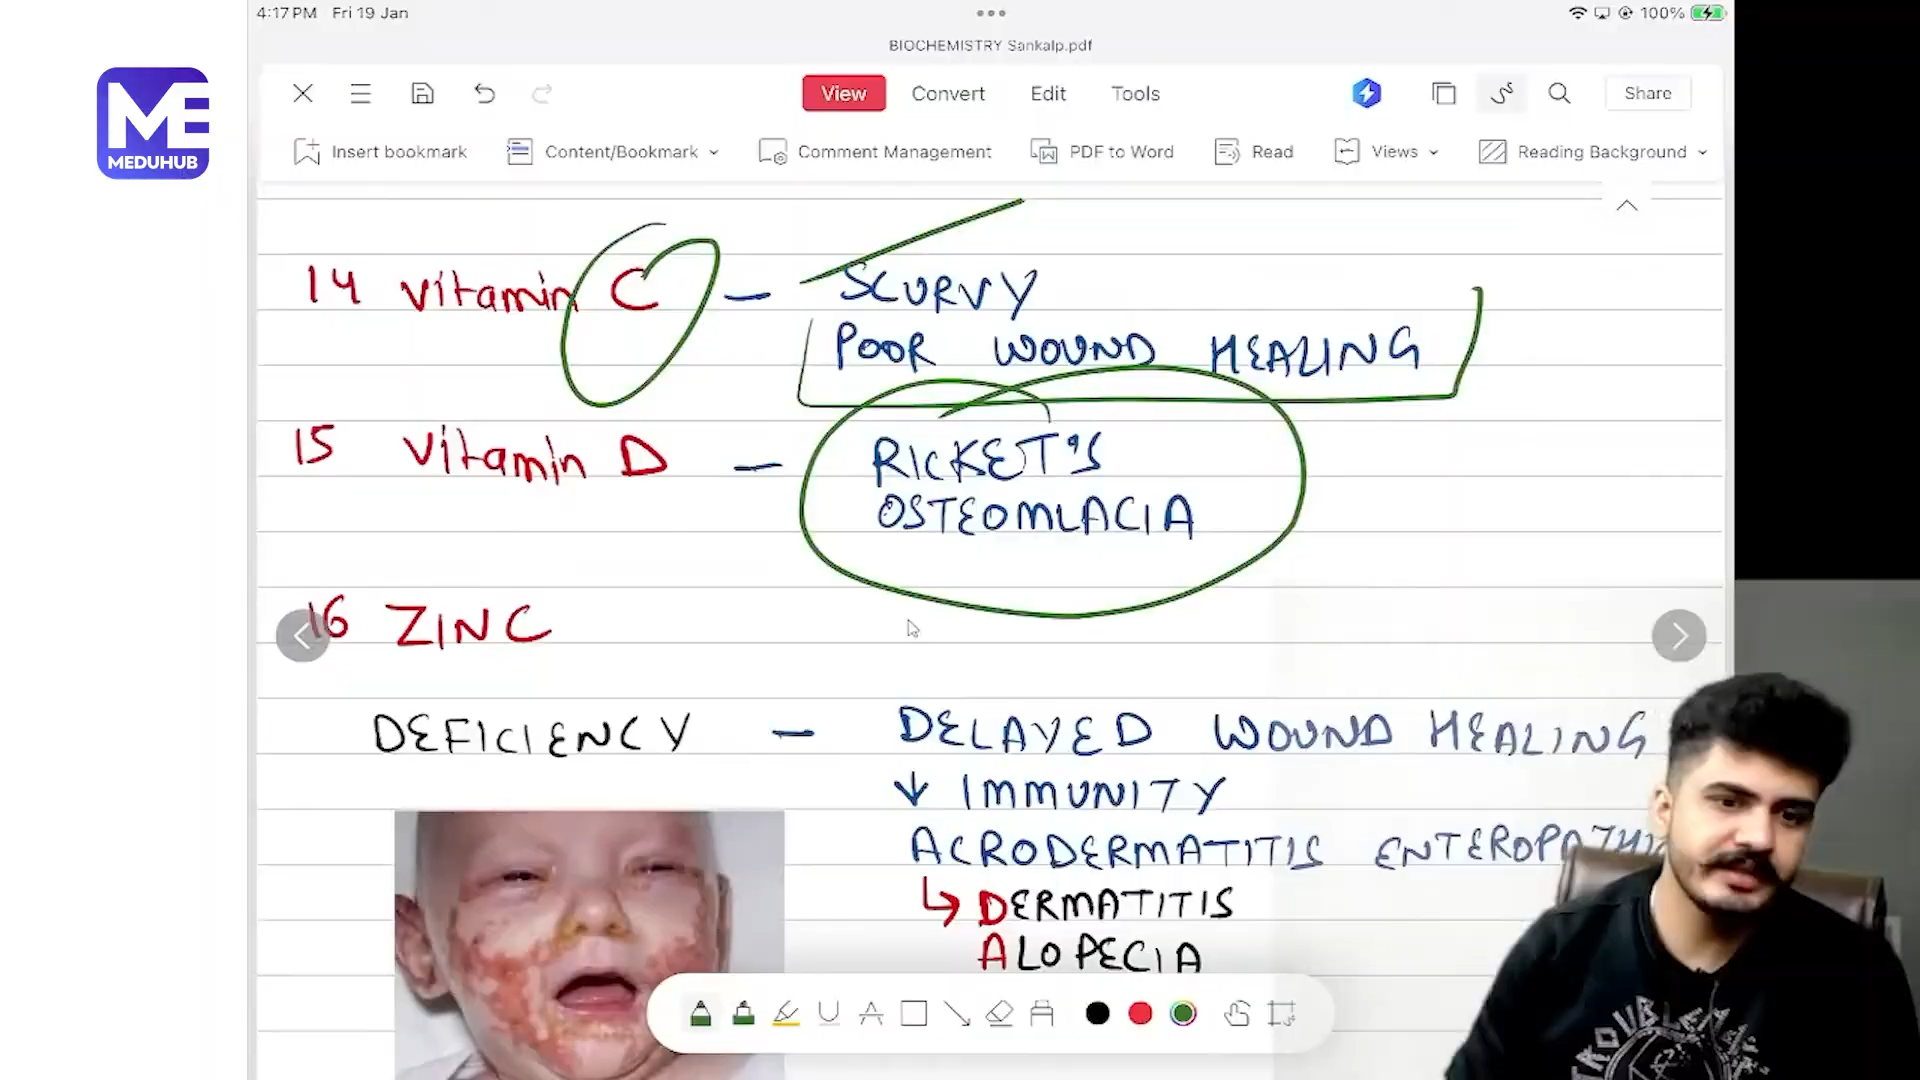 4:17 PM Fri 19 Jan
100%
BIOCHEMISTRY Sankalp.pdf
ME
MEDUHUB
View Convert Edit Tools
Share
Insert bookmark Content/Bookmark Comment Management PDF to Word Read Views Reading Background
14 Vitamin C – SCURVY
POOR WOUND HEALING
15 Vitamin D – RICKET'S
OSTEOMLACIA
16 ZINC
DEFICIENCY – DELAYED WOUND HEALING
↓ IMMUNITY
ACRODERMATITIS
↳ DERMATITIS
ALOPECIA